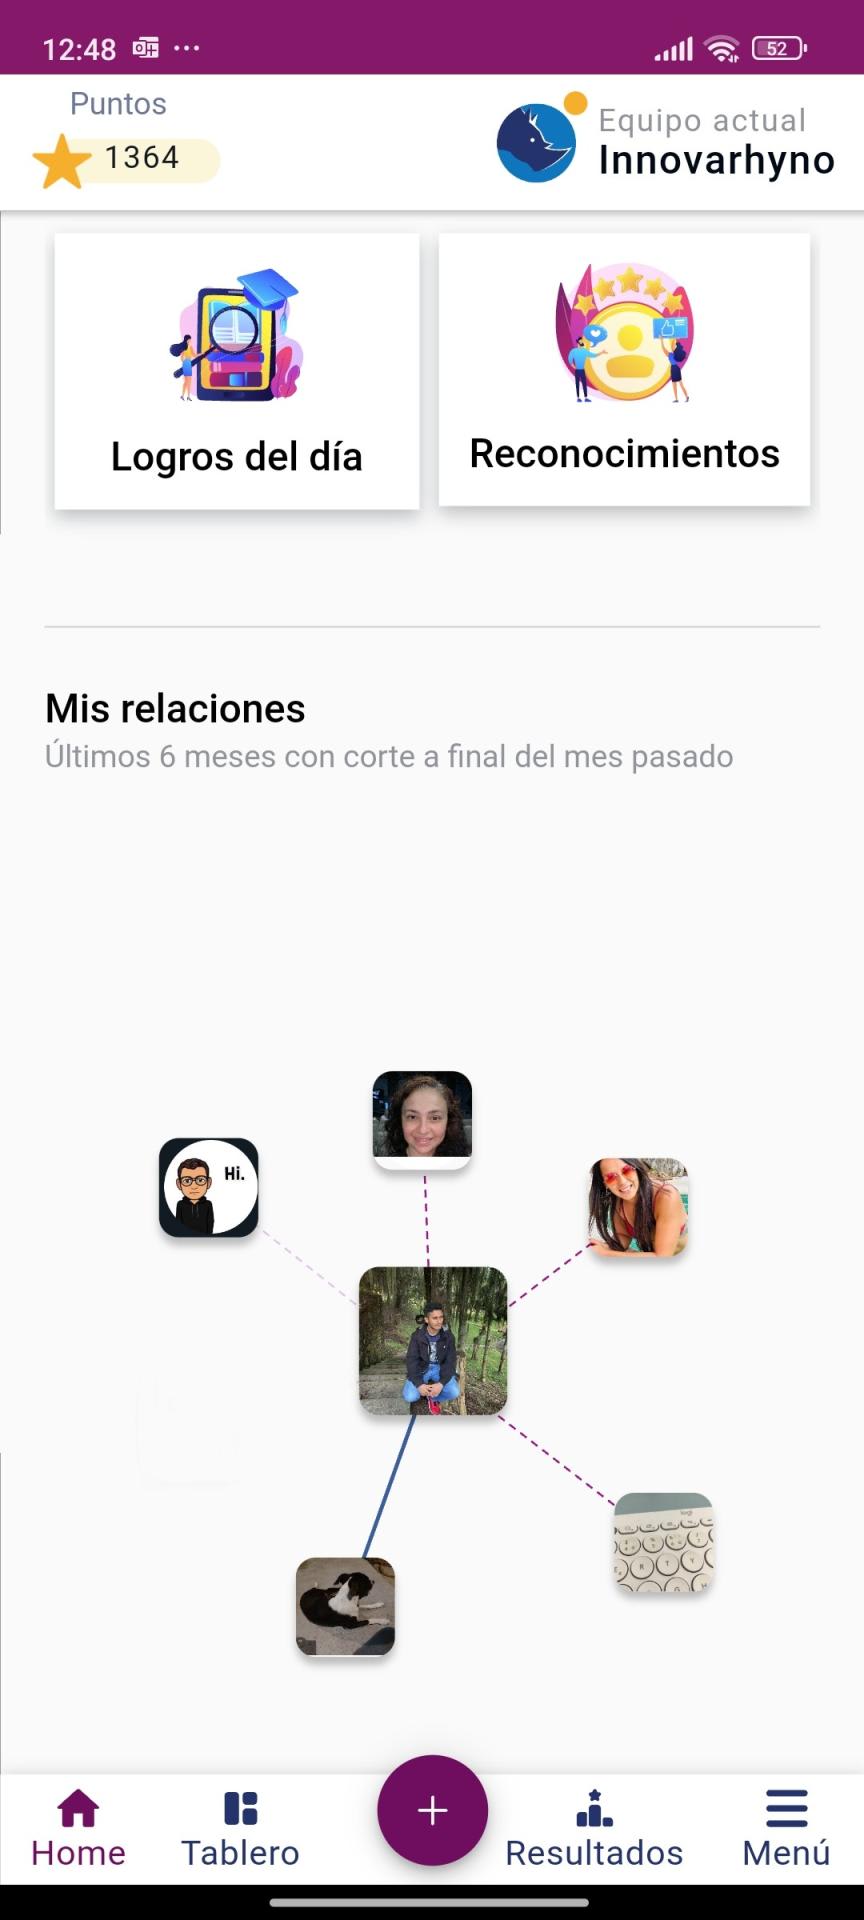 12:48
52
Puntos
1364
Equipo actual
Innovarhyno
Logros del día
Reconocimientos
Mis relaciones
Últimos 6 meses con corte a final del mes pasado
Hi.
logi
R T Y
G H
Home
Tablero
Resultados
Menú